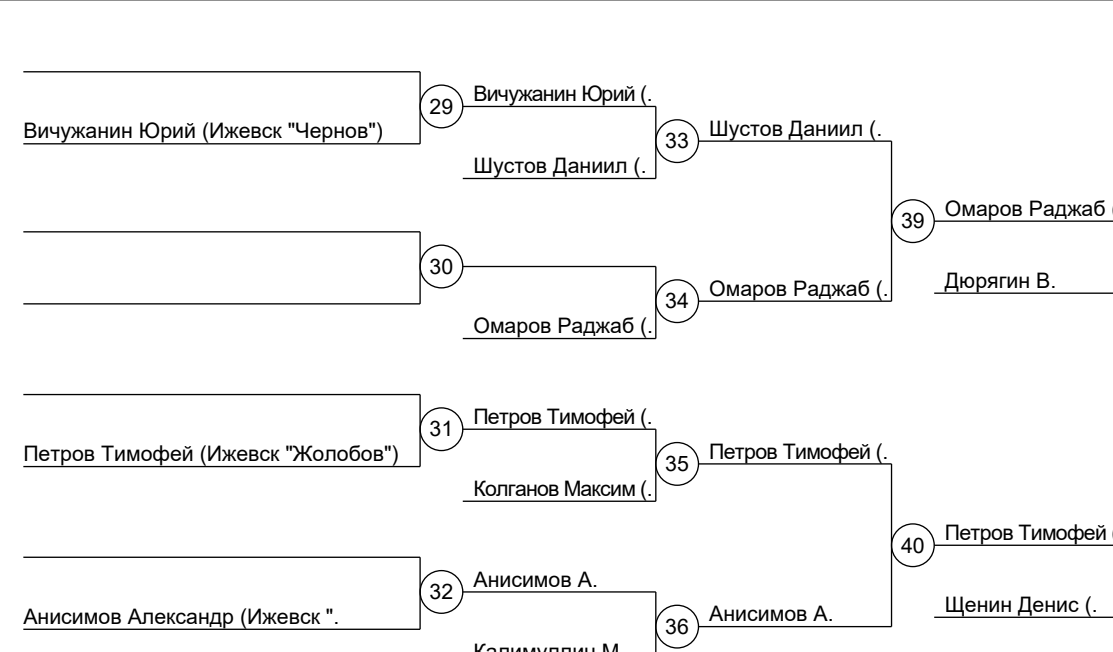 Вичужанин Юрий (Ижевск "Чернов")
29
Вичужанин Юрий (.
Шустов Даниил (.
33
Шустов Даниил (.
30
Омаров Раджаб (.
34
Омаров Раджаб (.
39
Омаров Раджаб (
Дюрягин В.
Петров Тимофей (Ижевск "Жолобов")
31
Петров Тимофей (.
Колганов Максим (.
35
Петров Тимофей (.
Анисимов Александр (Ижевск ".
32
Анисимов А.
Калимуллин М.
36
Анисимов А.
40
Петров Тимофей (
Щенин Денис (.